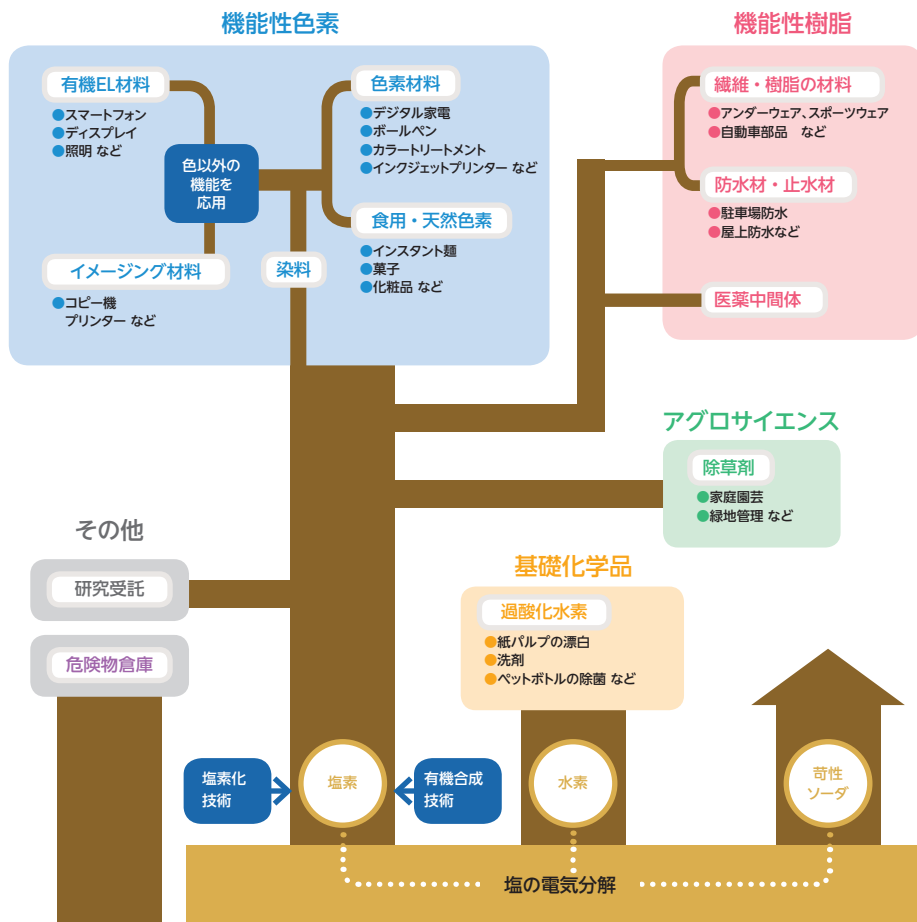 機能性色素
有機EL材料
●スマートフォン
●ディスプレイ
●照明 など
色以外の
機能を
応用
イメージング材料
●コピー機
プリンター など
染料
色素材料
●デジタル家電
●ボールペン
●カラートリートメント
●インクジェットプリンター など
食用・天然色素
●インスタント麺
●菓子
●化粧品 など
機能性樹脂
繊維・樹脂の材料
●アンダーウェア、スポーツウェア
●自動車部品 など
防水材・止水材
●駐車場防水
●屋上防水など
医薬中間体
アグロサイエンス
除草剤
●家庭園芸
●緑地管理 など
その他
研究受託
危険物倉庫
基礎化学品
過酸化水素
●紙パルプの漂白
●洗剤
●ペットボトルの除菌 など
塩素化
技術
塩素
有機合成
技術
水素
苛性
ソーダ
塩の電気分解